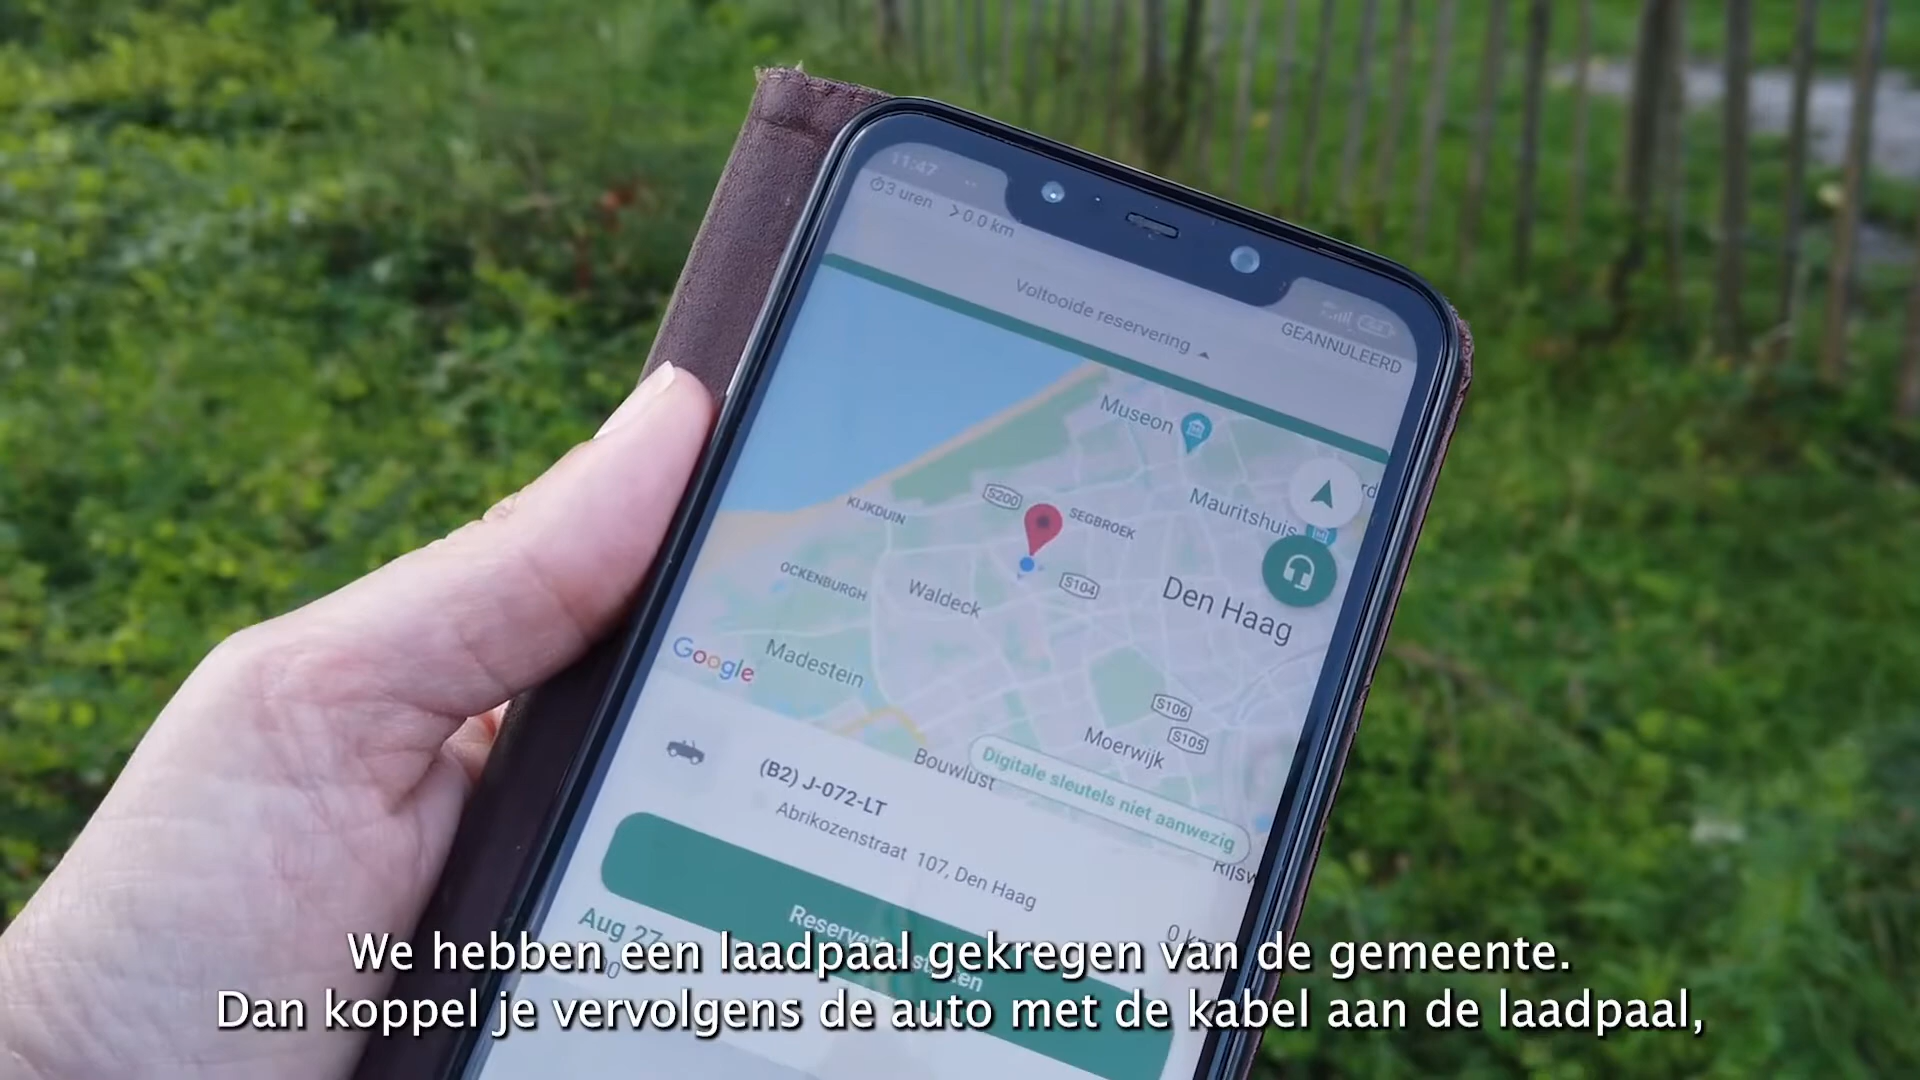 11:47
3 uren > 0.0 km
Voltooide reservering
GEANNULEERD
Museon
Mauritshuis
S200
KIJKDUIN
SEGBROEK
OCKENBURGH
Waldeck
S104
Den Haag
Google
Madestein
S106
S105
Moerwijk
Bouwlust
Digitale sleutels niet aanwezig
(B2) J-072-LT
Abrikozenstraat 107, Den Haag
Aug 27
We hebben een laadpaal gekregen van de gemeente.
Dan koppel je vervolgens de auto met de kabel aan de laadpaal,